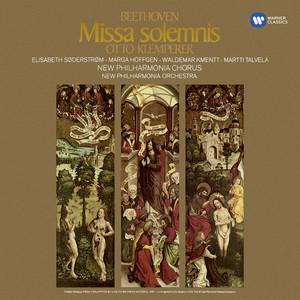 BEETHOVEN
Missa solemnis
OTTO KLEMPERER
ELISABETH SØDERSTRØM - MARGA HÖFFGEN - WALDEMAR KMENTT - MARTTI TALVELA
NEW PHILHARMONIA CHORUS
NEW PHILHARMONIA ORCHESTRA
WARNER
CLASSICS